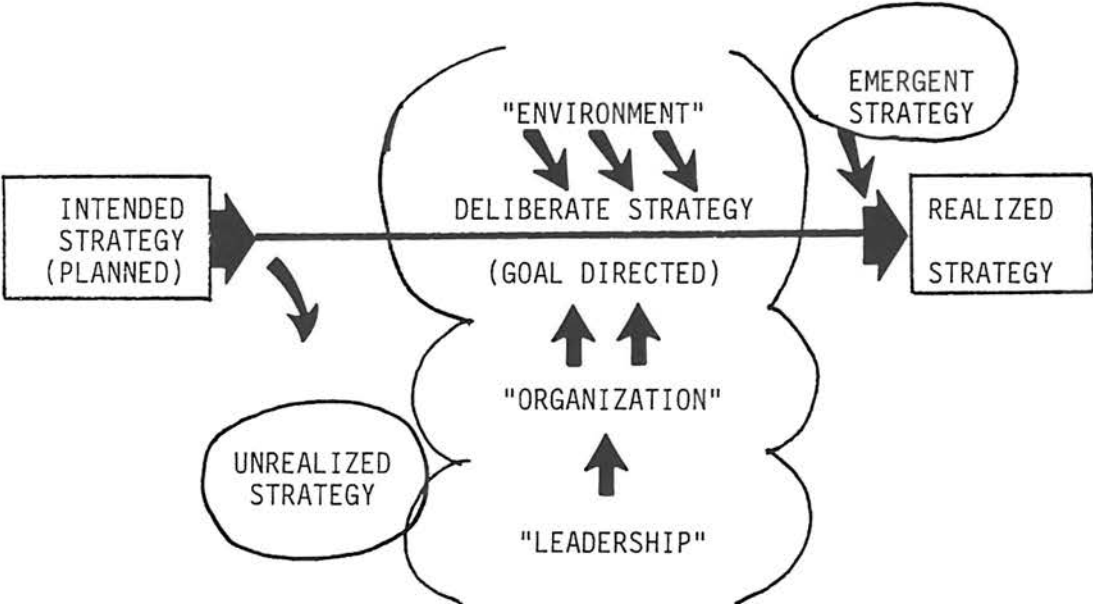 EMERGENT
STRATEGY
"ENVIRONMENT"
INTENDED
STRATEGY
(PLANNED)
DELIBERATE STRATEGY
(GOAL DIRECTED)
REALIZED
STRATEGY
"ORGANIZATION"
UNREALIZED
STRATEGY
"LEADERSHIP"